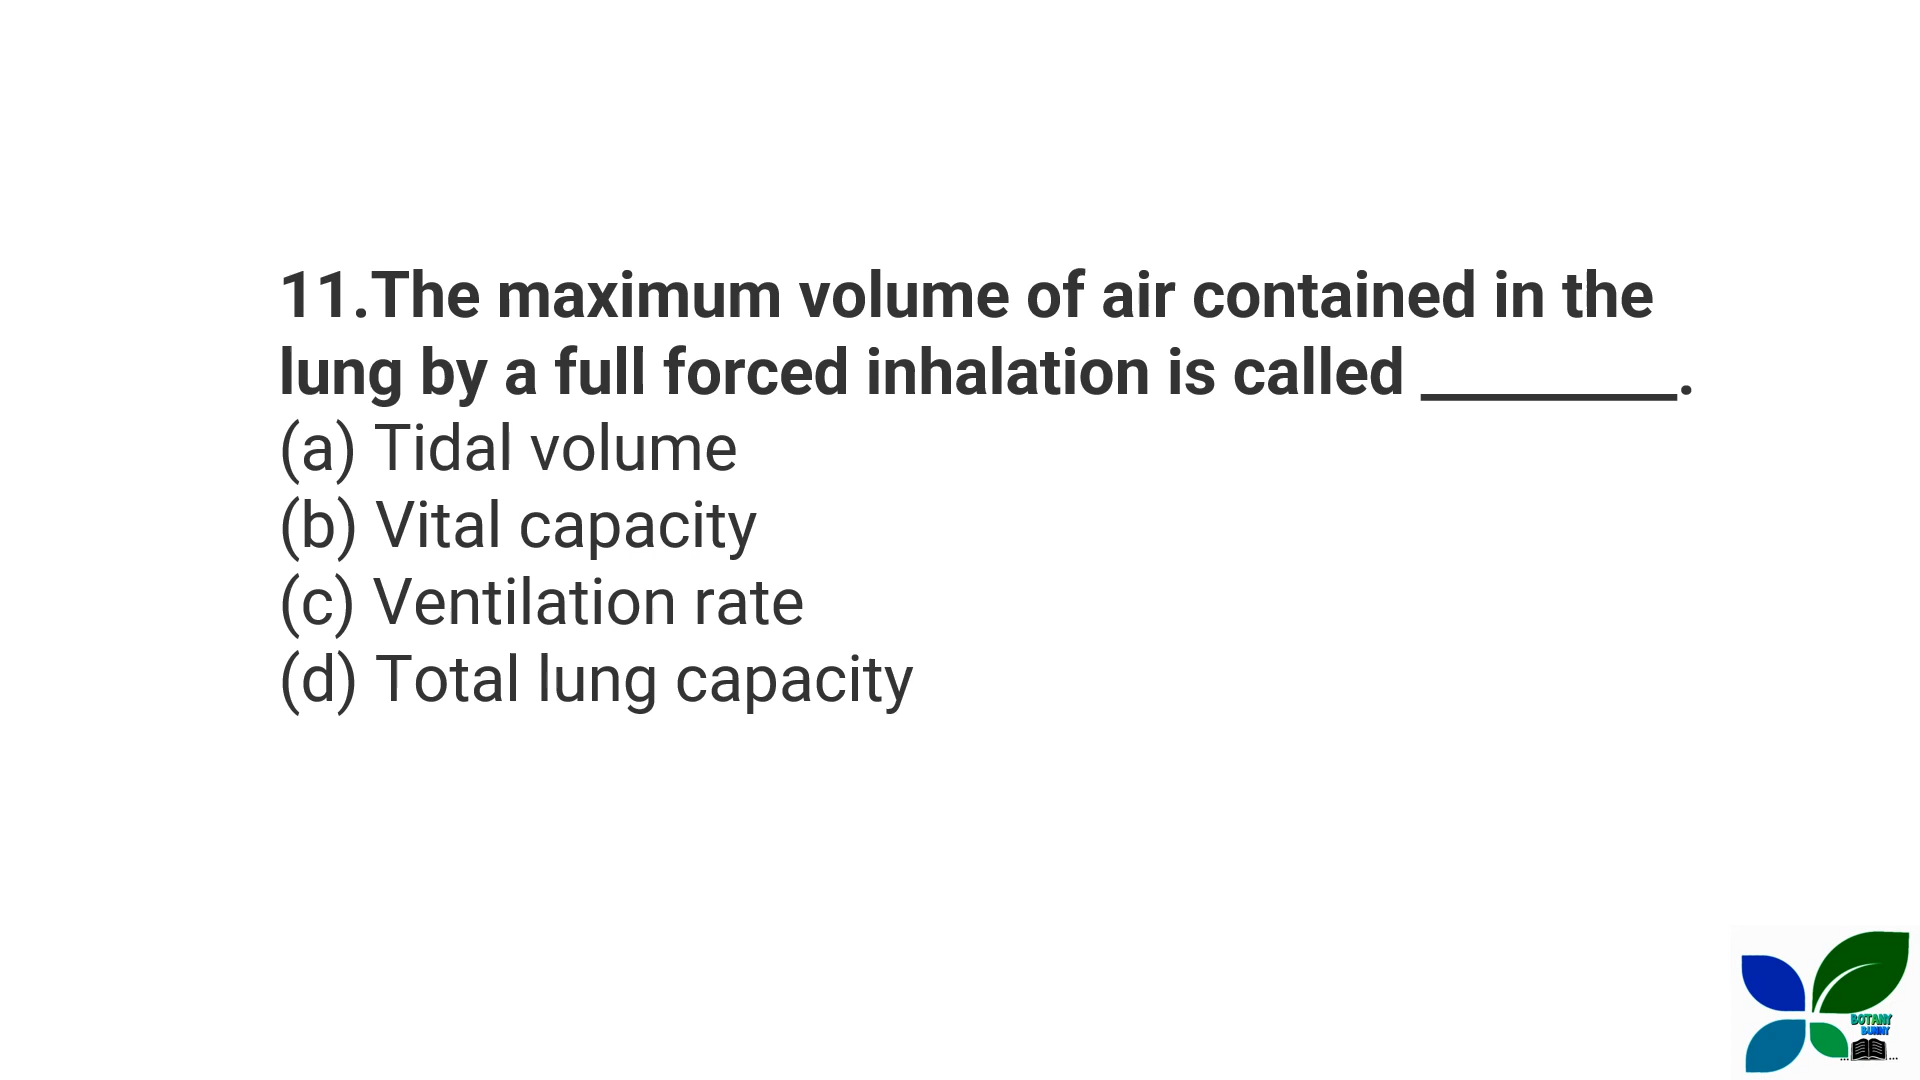 11.The maximum volume of air contained in the
lung by a full forced inhalation is called ________.
(a) Tidal volume
(b) Vital capacity
(c) Ventilation rate
(d) Total lung capacity
BOTANY
BUNNY